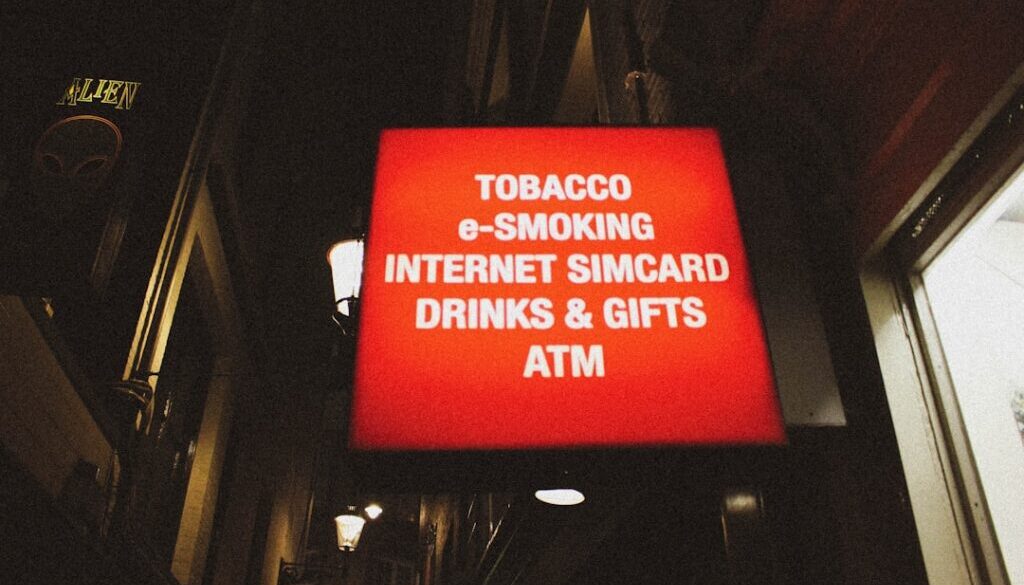 ALIEN
TOBACCO
e-SMOKING
INTERNET SIMCARD
DRINKS & GIFTS
ATM